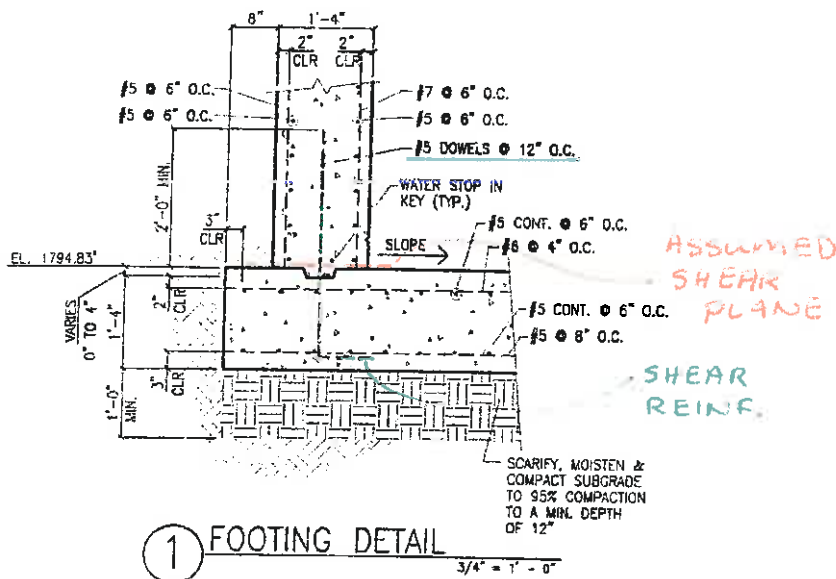 8" 1'-4"
2" CLR
2" CLR
#5 @ 6" O.C.
#5 @ 6" O.C.
#7 @ 6" O.C.
#5 @ 6" O.C.
#5 DOWELS @ 12" O.C.
2'-0" MIN.
WATER STOP IN
KEY (TYP.)
3"
CLR
SLOPE
#5 CONT. @ 6" O.C.
#6 @ 4" O.C.
EL. 1794.83'
ASSUMED
SHEAR
PLANE
VARIES
0" TO 4"
1'-4"
2"
CLR
#5 CONT. @ 6" O.C.
#5 @ 8" O.C.
3"
CLR
1'-0"
MIN.
SHEAR
REINF.
SCARIFY, MOISTEN &
COMPACT SUBGRADE
TO 95% COMPACTION
TO A MIN. DEPTH
OF 12"
1 FOOTING DETAIL
3/4" = 1' - 0"